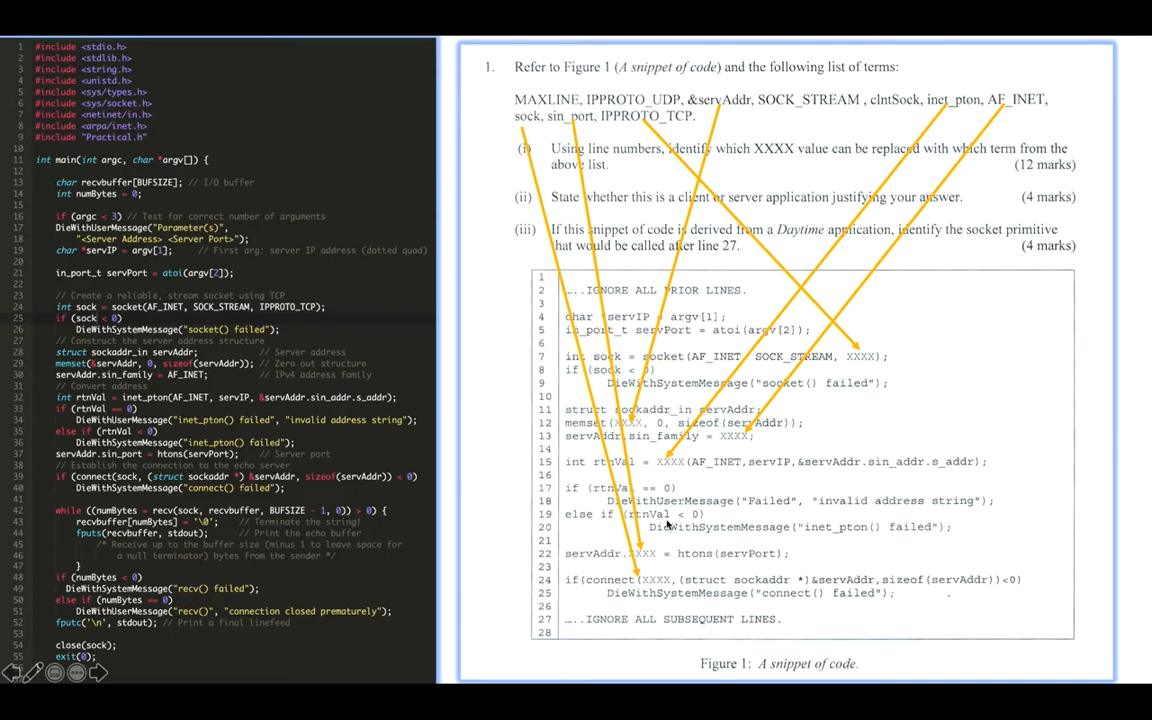 1 #include <stdio.h>
2 #include <stdlib.h>
3 #include <string.h>
4 #include <unistd.h>
5 #include <sys/types.h>
6 #include <sys/socket.h>
7 #include <netinet/in.h>
8 #include <arpa/inet.h>
9 #include "Practical.h"
10
11 int main(int argc, char *argv[]) {
12
13 char recvbuffer[BUFSIZE]; // I/O buffer
14 int numBytes = 0;
15
16 if (argc < 3) // Test for correct number of arguments
17 DieWithUserMessage("Parameter(s)",
18 "<Server Address> <Server Port>");
19 char *servIP = argv[1]; // First arg: server IP address (dotted quad)
20
21 in_port_t servPort = atoi(argv[2]);
22
23 // Create a reliable, stream socket using TCP
24 int sock = socket(AF_INET, SOCK_STREAM, IPPROTO_TCP);
25 if (sock < 0)
26 DieWithSystemMessage("socket() failed");
27 // Construct the server address structure
28 struct sockaddr_in servAddr; // Server address
29 memset(&servAddr, 0, sizeof(servAddr)); // Zero out structure
30 servAddr.sin_family = AF_INET; // IPv4 address family
31 // Convert address
32 int rtnVal = inet_pton(AF_INET, servIP, &servAddr.sin_addr.s_addr);
33 if (rtnVal == 0)
34 DieWithUserMessage("inet_pton() failed", "invalid address string");
35 else if (rtnVal < 0)
36 DieWithSystemMessage("inet_pton() failed");
37 servAddr.sin_port = htons(servPort); // Server port
38 // Establish the connection to the echo server
39 if (connect(sock, (struct sockaddr *) &servAddr, sizeof(servAddr)) < 0)
40 DieWithSystemMessage("connect() failed");
41
42 while ((numBytes = recv(sock, recvbuffer, BUFSIZE - 1, 0)) > 0) {
43 recvbuffer[numBytes] = '\0'; // Terminate the string!
44 fputs(recvbuffer, stdout); // Print the echo buffer
45 /* Receive up to the buffer size (minus 1 to leave space for
46 a null terminator) bytes from the sender */
47 }
48 if (numBytes < 0)
49 DieWithSystemMessage("recv() failed");
50 else if (numBytes == 0)
51 DieWithUserMessage("recv()", "connection closed prematurely");
52 fputc('\n', stdout); // Print a final linefeed
53
54 close(sock);
55 exit(0);
1. Refer to Figure 1 (A snippet of code) and the following list of terms:
MAXLINE, IPPROTO_UDP, &servAddr, SOCK_STREAM , clntSock, inet_pton, AF_INET,
sock, sin_port, IPPROTO_TCP.
(i) Using line numbers, identify which XXXX value can be replaced with which term from the
above list. (12 marks)
(ii) State whether this is a client or server application justifying your answer. (4 marks)
(iii) If this snippet of code is derived from a Daytime application, identify the socket primitive
that would be called after line 27. (4 marks)
1
2 .....IGNORE ALL PRIOR LINES.
3
4 char *servIP = argv[1];
5 in_port_t servPort = atoi(argv[2]);
6
7 int sock = socket(AF_INET SOCK_STREAM, XXXX);
8 if (sock < 0)
9 DieWithSystemMessage("socket() failed");
10
11 struct sockaddr_in servAddr;
12 memset(XXXX, 0, sizeof(servAddr));
13 servAddr.sin_family = XXXX;
14
15 int rtnVal = XXXX(AF_INET,servIP,&servAddr.sin_addr.s_addr);
16
17 if (rtnVal == 0)
18 DieWithUserMessage("Failed", "invalid address string");
19 else if (rtnVal < 0)
20 DieWithSystemMessage("inet_pton() failed");
21
22 servAddr.XXXX = htons(servPort);
23
24 if(connect(XXXX,(struct sockaddr *)&servAddr,sizeof(servAddr))<0)
25 DieWithSystemMessage("connect() failed");
26
27 .....IGNORE ALL SUBSEQUENT LINES.
28
Figure 1: A snippet of code.